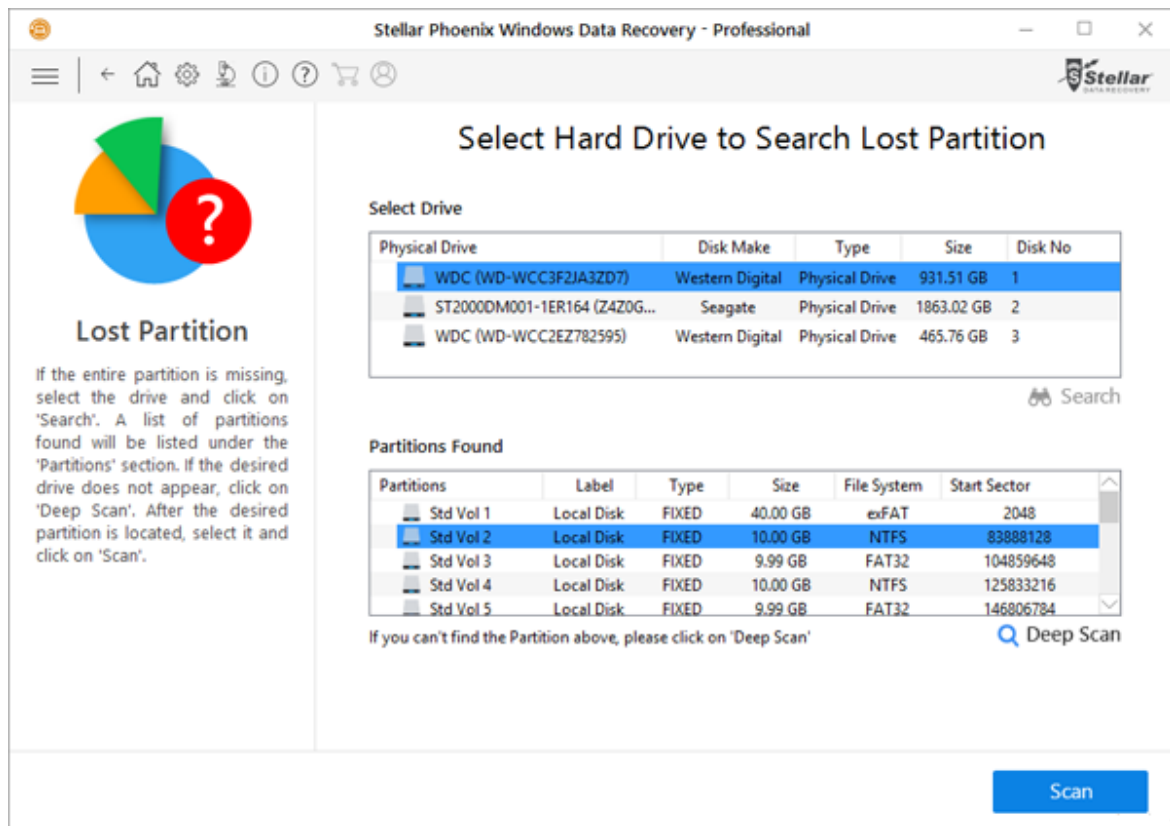 Stellar Phoenix Windows Data Recovery - Professional
Stellar
DATA RECOVERY
Select Hard Drive to Search Lost Partition
?
Lost Partition
If the entire partition is missing,
select the drive and click on
'Search'. A list of partitions
found will be listed under the
'Partitions' section. If the desired
drive does not appear, click on
'Deep Scan'. After the desired
partition is located, select it and
click on 'Scan'.
Select Drive
Physical Drive Disk Make Type Size Disk No
WDC (WD-WCC3F2JA3ZD7) Western Digital Physical Drive 931.51 GB 1
ST2000DM001-1ER164 (Z4Z0G... Seagate Physical Drive 1863.02 GB 2
WDC (WD-WCC2EZ782595) Western Digital Physical Drive 465.76 GB 3
Search
Partitions Found
Partitions Label Type Size File System Start Sector
Std Vol 1 Local Disk FIXED 40.00 GB exFAT 2048
Std Vol 2 Local Disk FIXED 10.00 GB NTFS 83888128
Std Vol 3 Local Disk FIXED 9.99 GB FAT32 104859648
Std Vol 4 Local Disk FIXED 10.00 GB NTFS 125833216
Std Vol 5 Local Disk FIXED 9.99 GB FAT32 146806784
If you can't find the Partition above, please click on 'Deep Scan'
Deep Scan
Scan